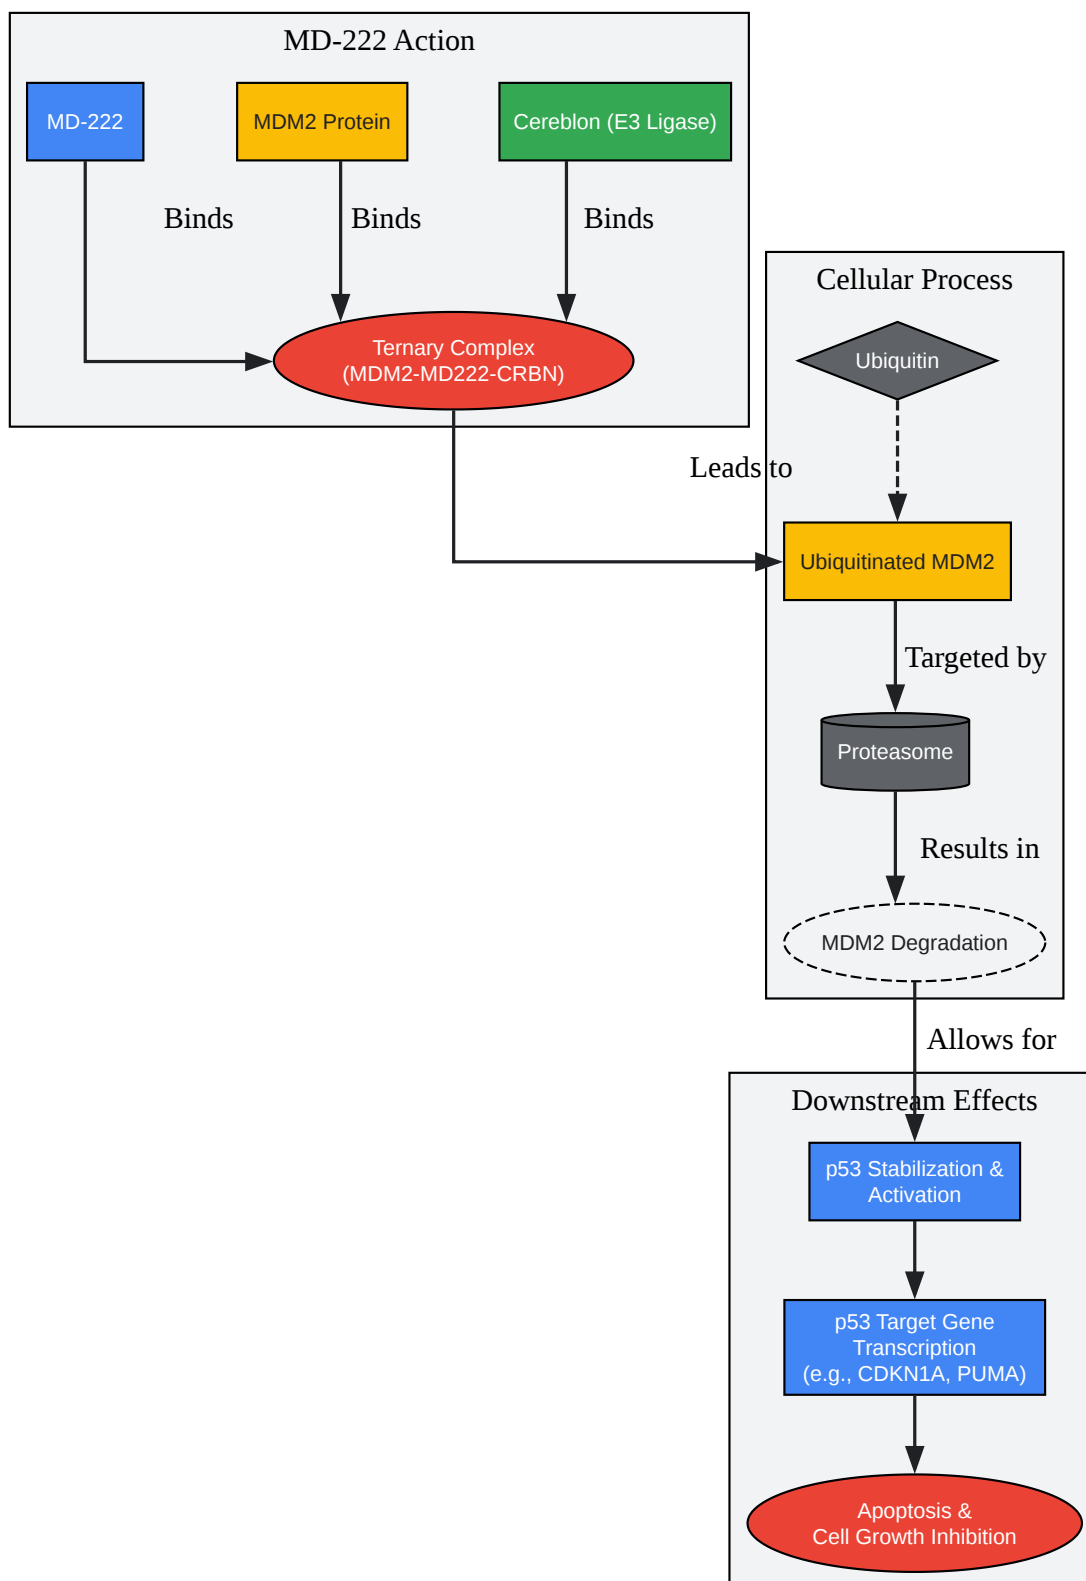 MD-222 Action
MD-222
MDM2 Protein
Cereblon (E3 Ligase)
Binds
Binds
Binds
Ternary Complex
(MDM2-MD222-CRBN)
Cellular Process
Ubiquitin
Leads to
Ubiquitinated MDM2
Targeted by
Proteasome
Results in
MDM2 Degradation
Allows for
Downstream Effects
p53 Stabilization &
Activation
p53 Target Gene
Transcription
(e.g., CDKN1A, PUMA)
Apoptosis &
Cell Growth Inhibition